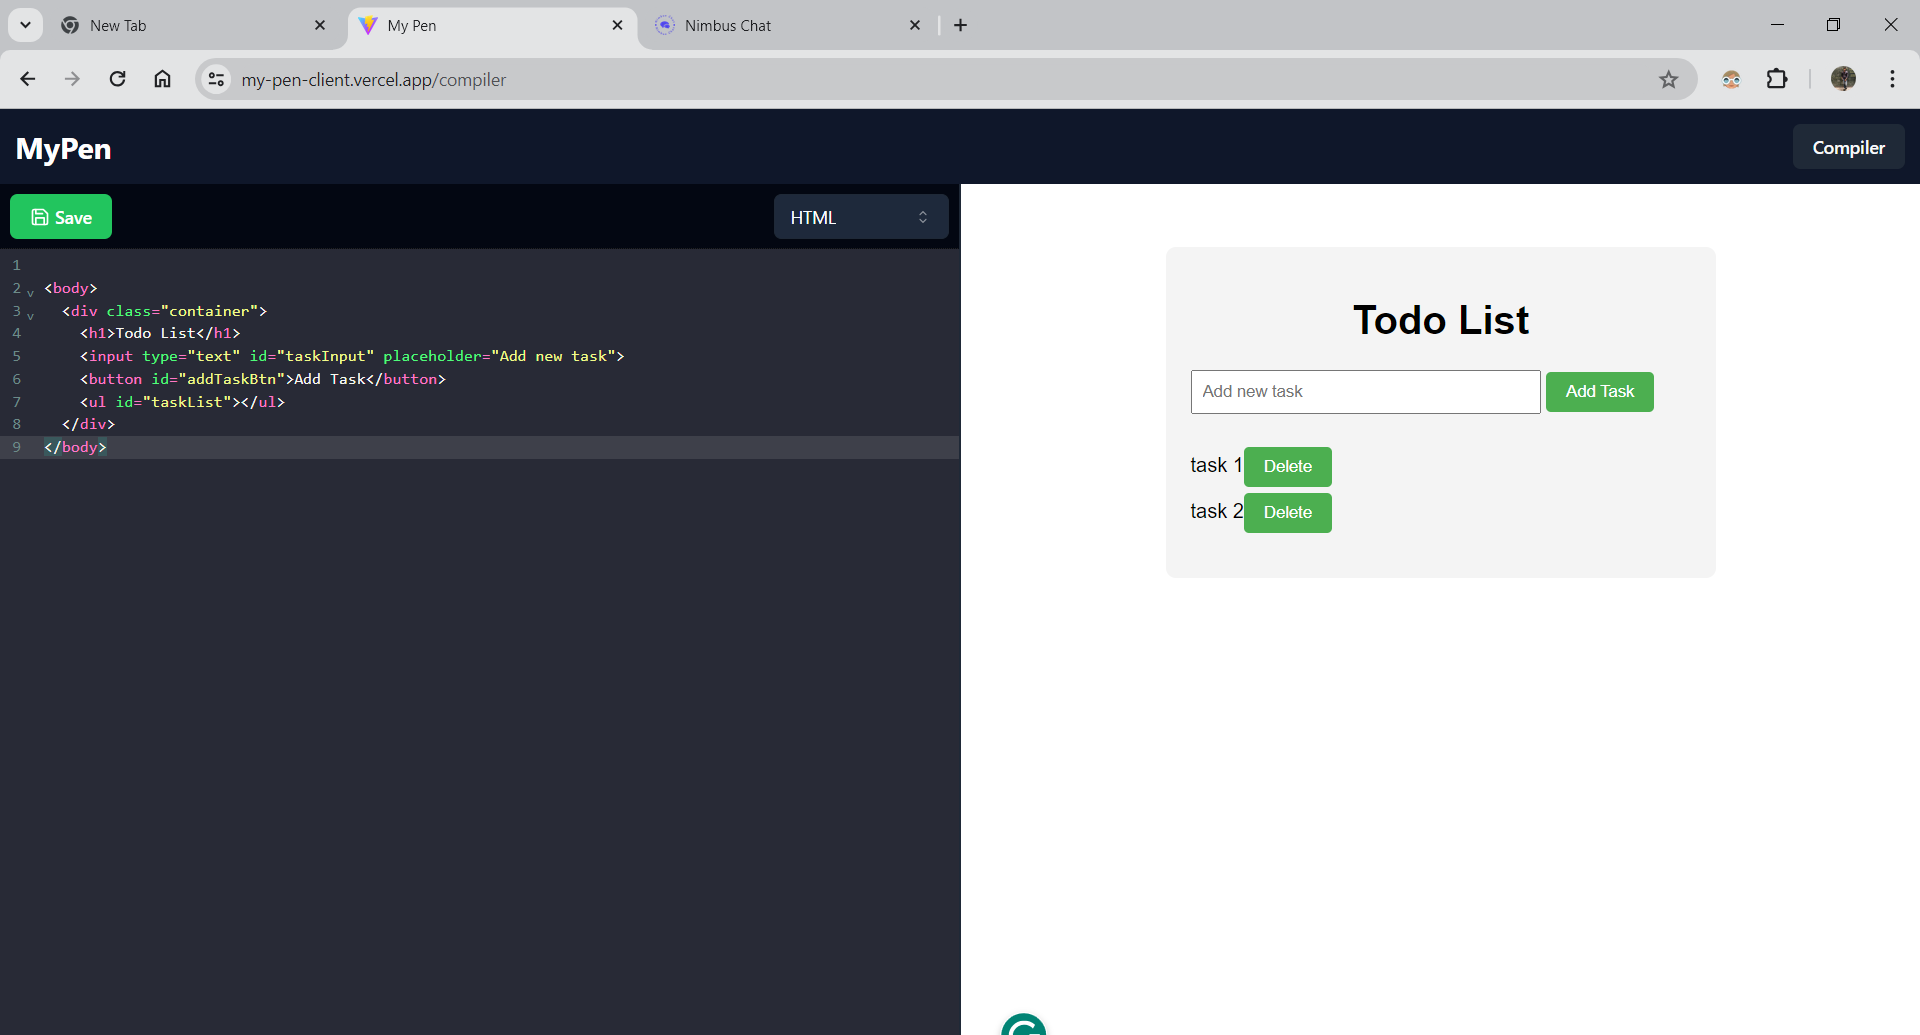 New Tab
My Pen
Nimbus Chat
my-pen-client.vercel.app/compiler
MyPen
Compiler
Save
HTML
1
2 <body>
3 <div class="container">
4 <h1>Todo List</h1>
5 <input type="text" id="taskInput" placeholder="Add new task">
6 <button id="addTaskBtn">Add Task</button>
7 <ul id="taskList"></ul>
8 </div>
9 </body>
Todo List
Add new task
Add Task
task 1 Delete
task 2 Delete